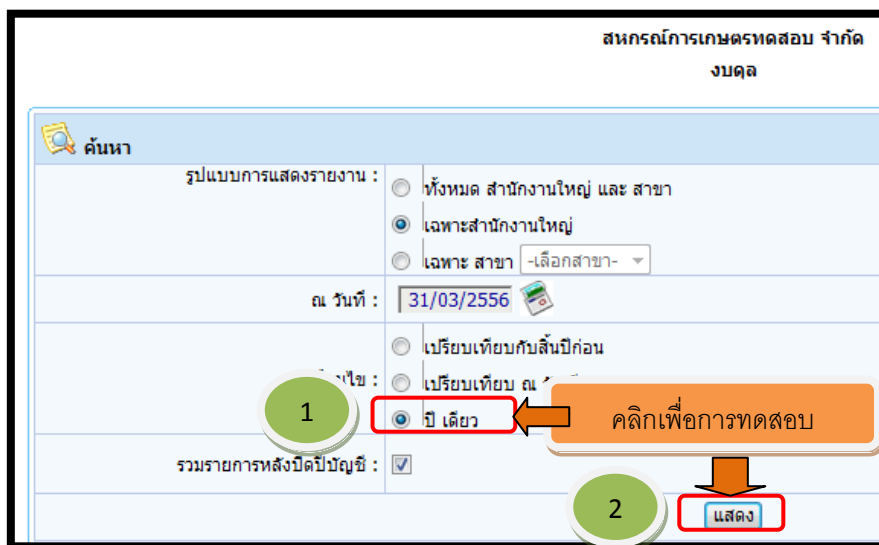 สหกรณ์การเกษตรทดสอบ จำกัด
งบดุล
ค้นหา
รูปแบบการแสดงรายงาน :
ทั้งหมด สำนักงานใหญ่ และ สาขา
เฉพาะสำนักงานใหญ่
เฉพาะ สาขา -เลือกสาขา-
ณ วันที่ : 31/03/2556
เปรียบเทียบกับสิ้นปีก่อน
: เปรียบเทียบ ณ
1 ปี เดียว คลิกเพื่อการทดสอบ
รวมรายการหลังปิดปีบัญชี :
2 แสดง